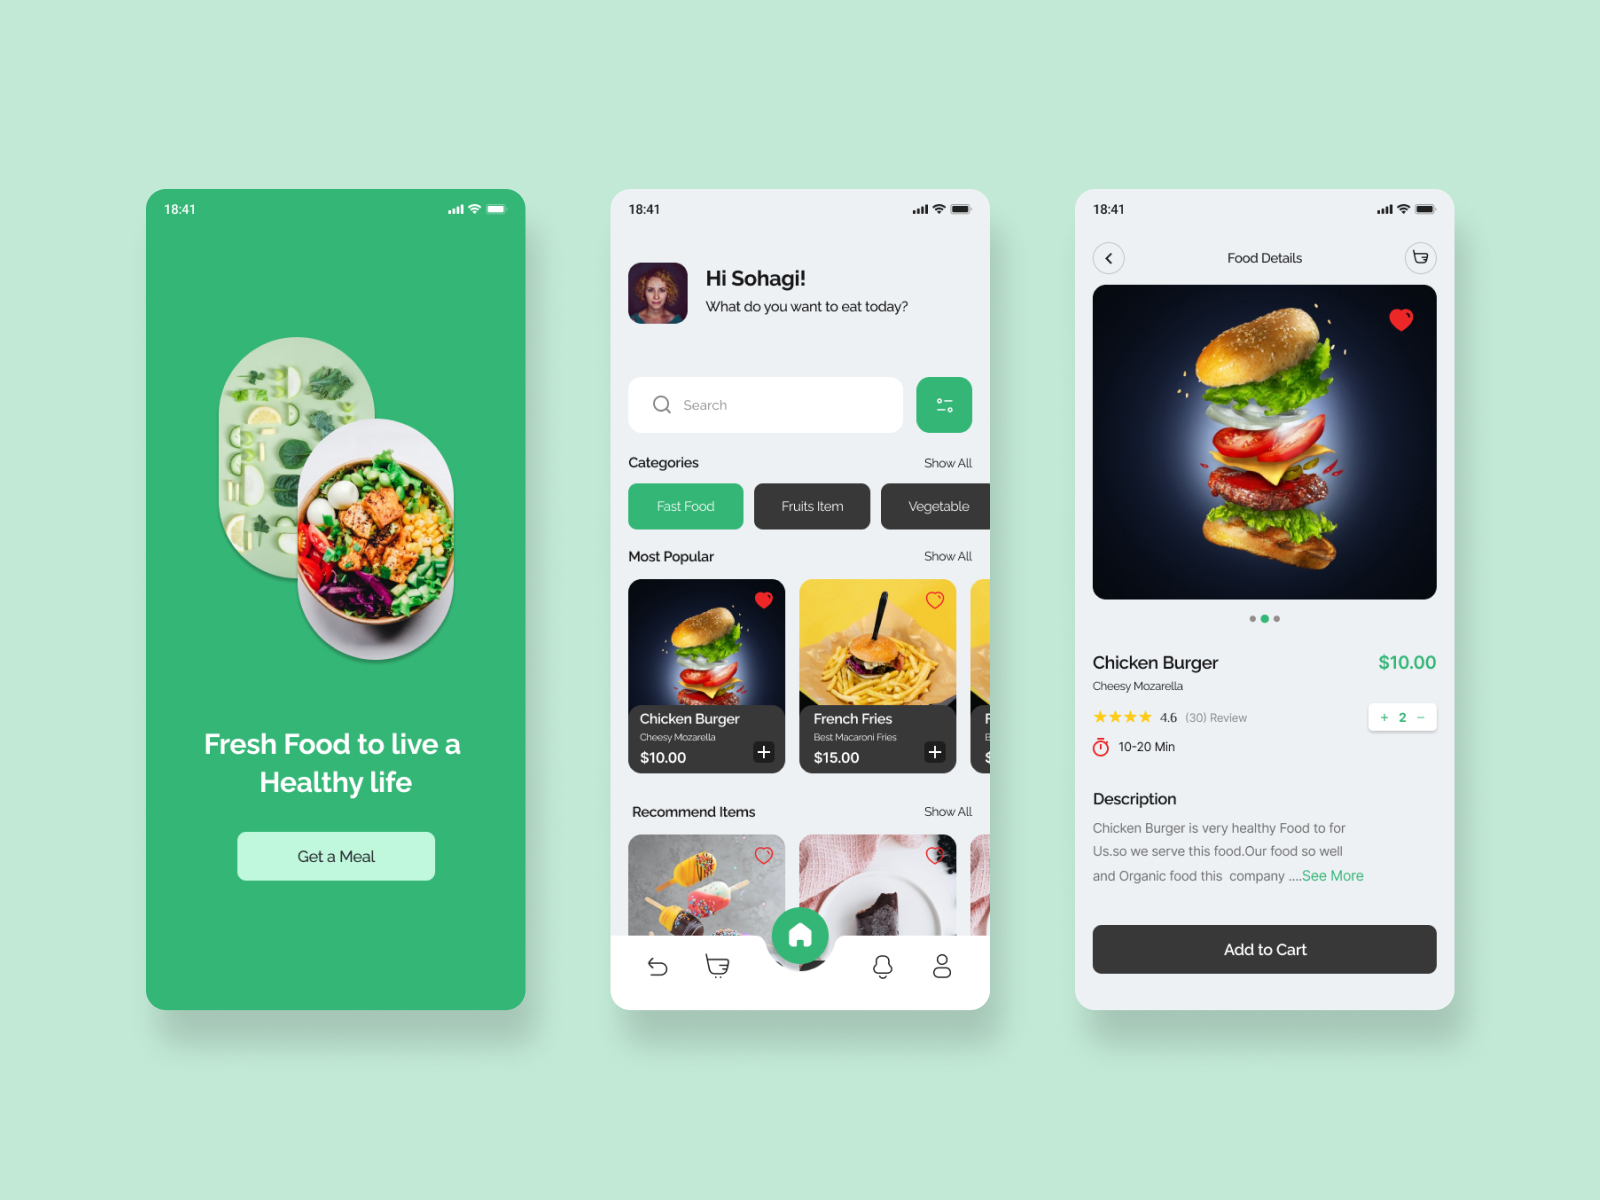 18:41
Fresh Food to live a
Healthy life
Get a Meal
18:41
Hi Sohagi!
What do you want to eat today?
Search
Categories
Show All
Fast Food
Fruits Item
Vegetable
Most Popular
Show All
Chicken Burger
Cheesy Mozarella
$10.00
French Fries
Best Macaroni Fries
$15.00
F
B
$
Recommend Items
Show All
18:41
Food Details
Chicken Burger
$10.00
Cheesy Mozarella
4.6 (30) Review
+ 2 −
10-20 Min
Description
Chicken Burger is very healthy Food to for
Us.so we serve this food.Our food so well
and Organic food this company ....See More
Add to Cart